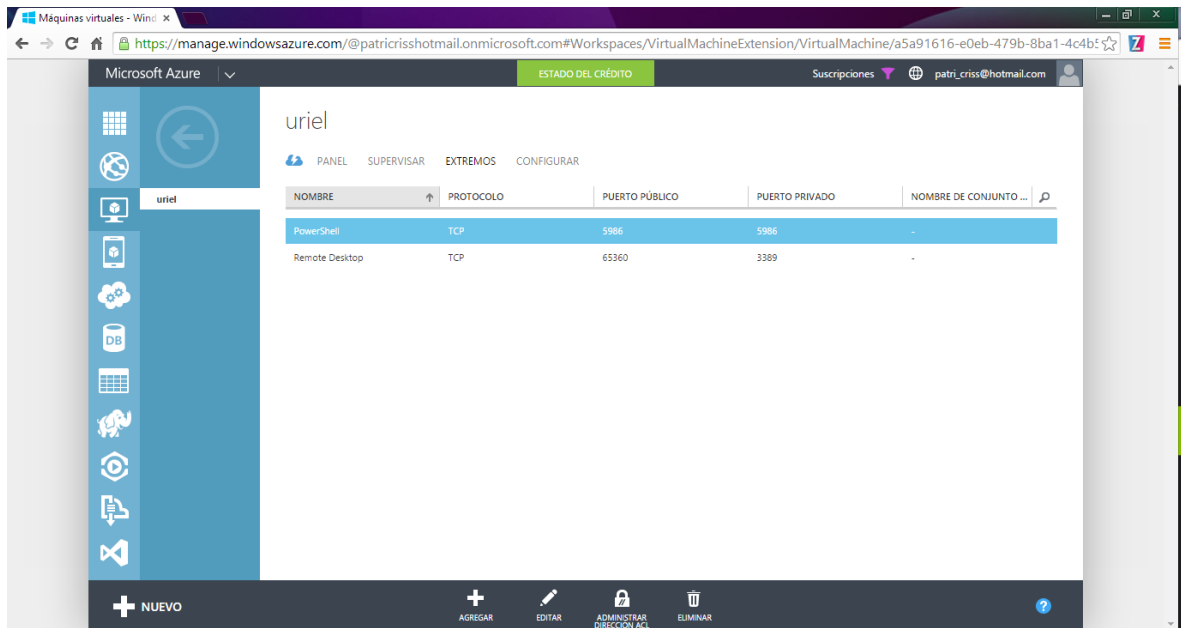 Máquinas virtuales - Wind
https://manage.windowsazure.com/@patricrisshotmail.onmicrosoft.com#Workspaces/VirtualMachineExtension/VirtualMachine/a5a91616-e0eb-479b-8ba1-4c4b5
Microsoft Azure
ESTADO DEL CRÉDITO
Suscripciones
patri_criss@hotmail.com
uriel
uriel
PANEL SUPERVISAR EXTREMOS CONFIGURAR
NOMBRE PROTOCOLO PUERTO PÚBLICO PUERTO PRIVADO NOMBRE DE CONJUNTO ...
PowerShell TCP 5986 5986 -
Remote Desktop TCP 65360 3389 -
DB
NUEVO
AGREGAR
EDITAR
ADMINISTRAR
DIRECCIÓN ACL
ELIMINAR
?